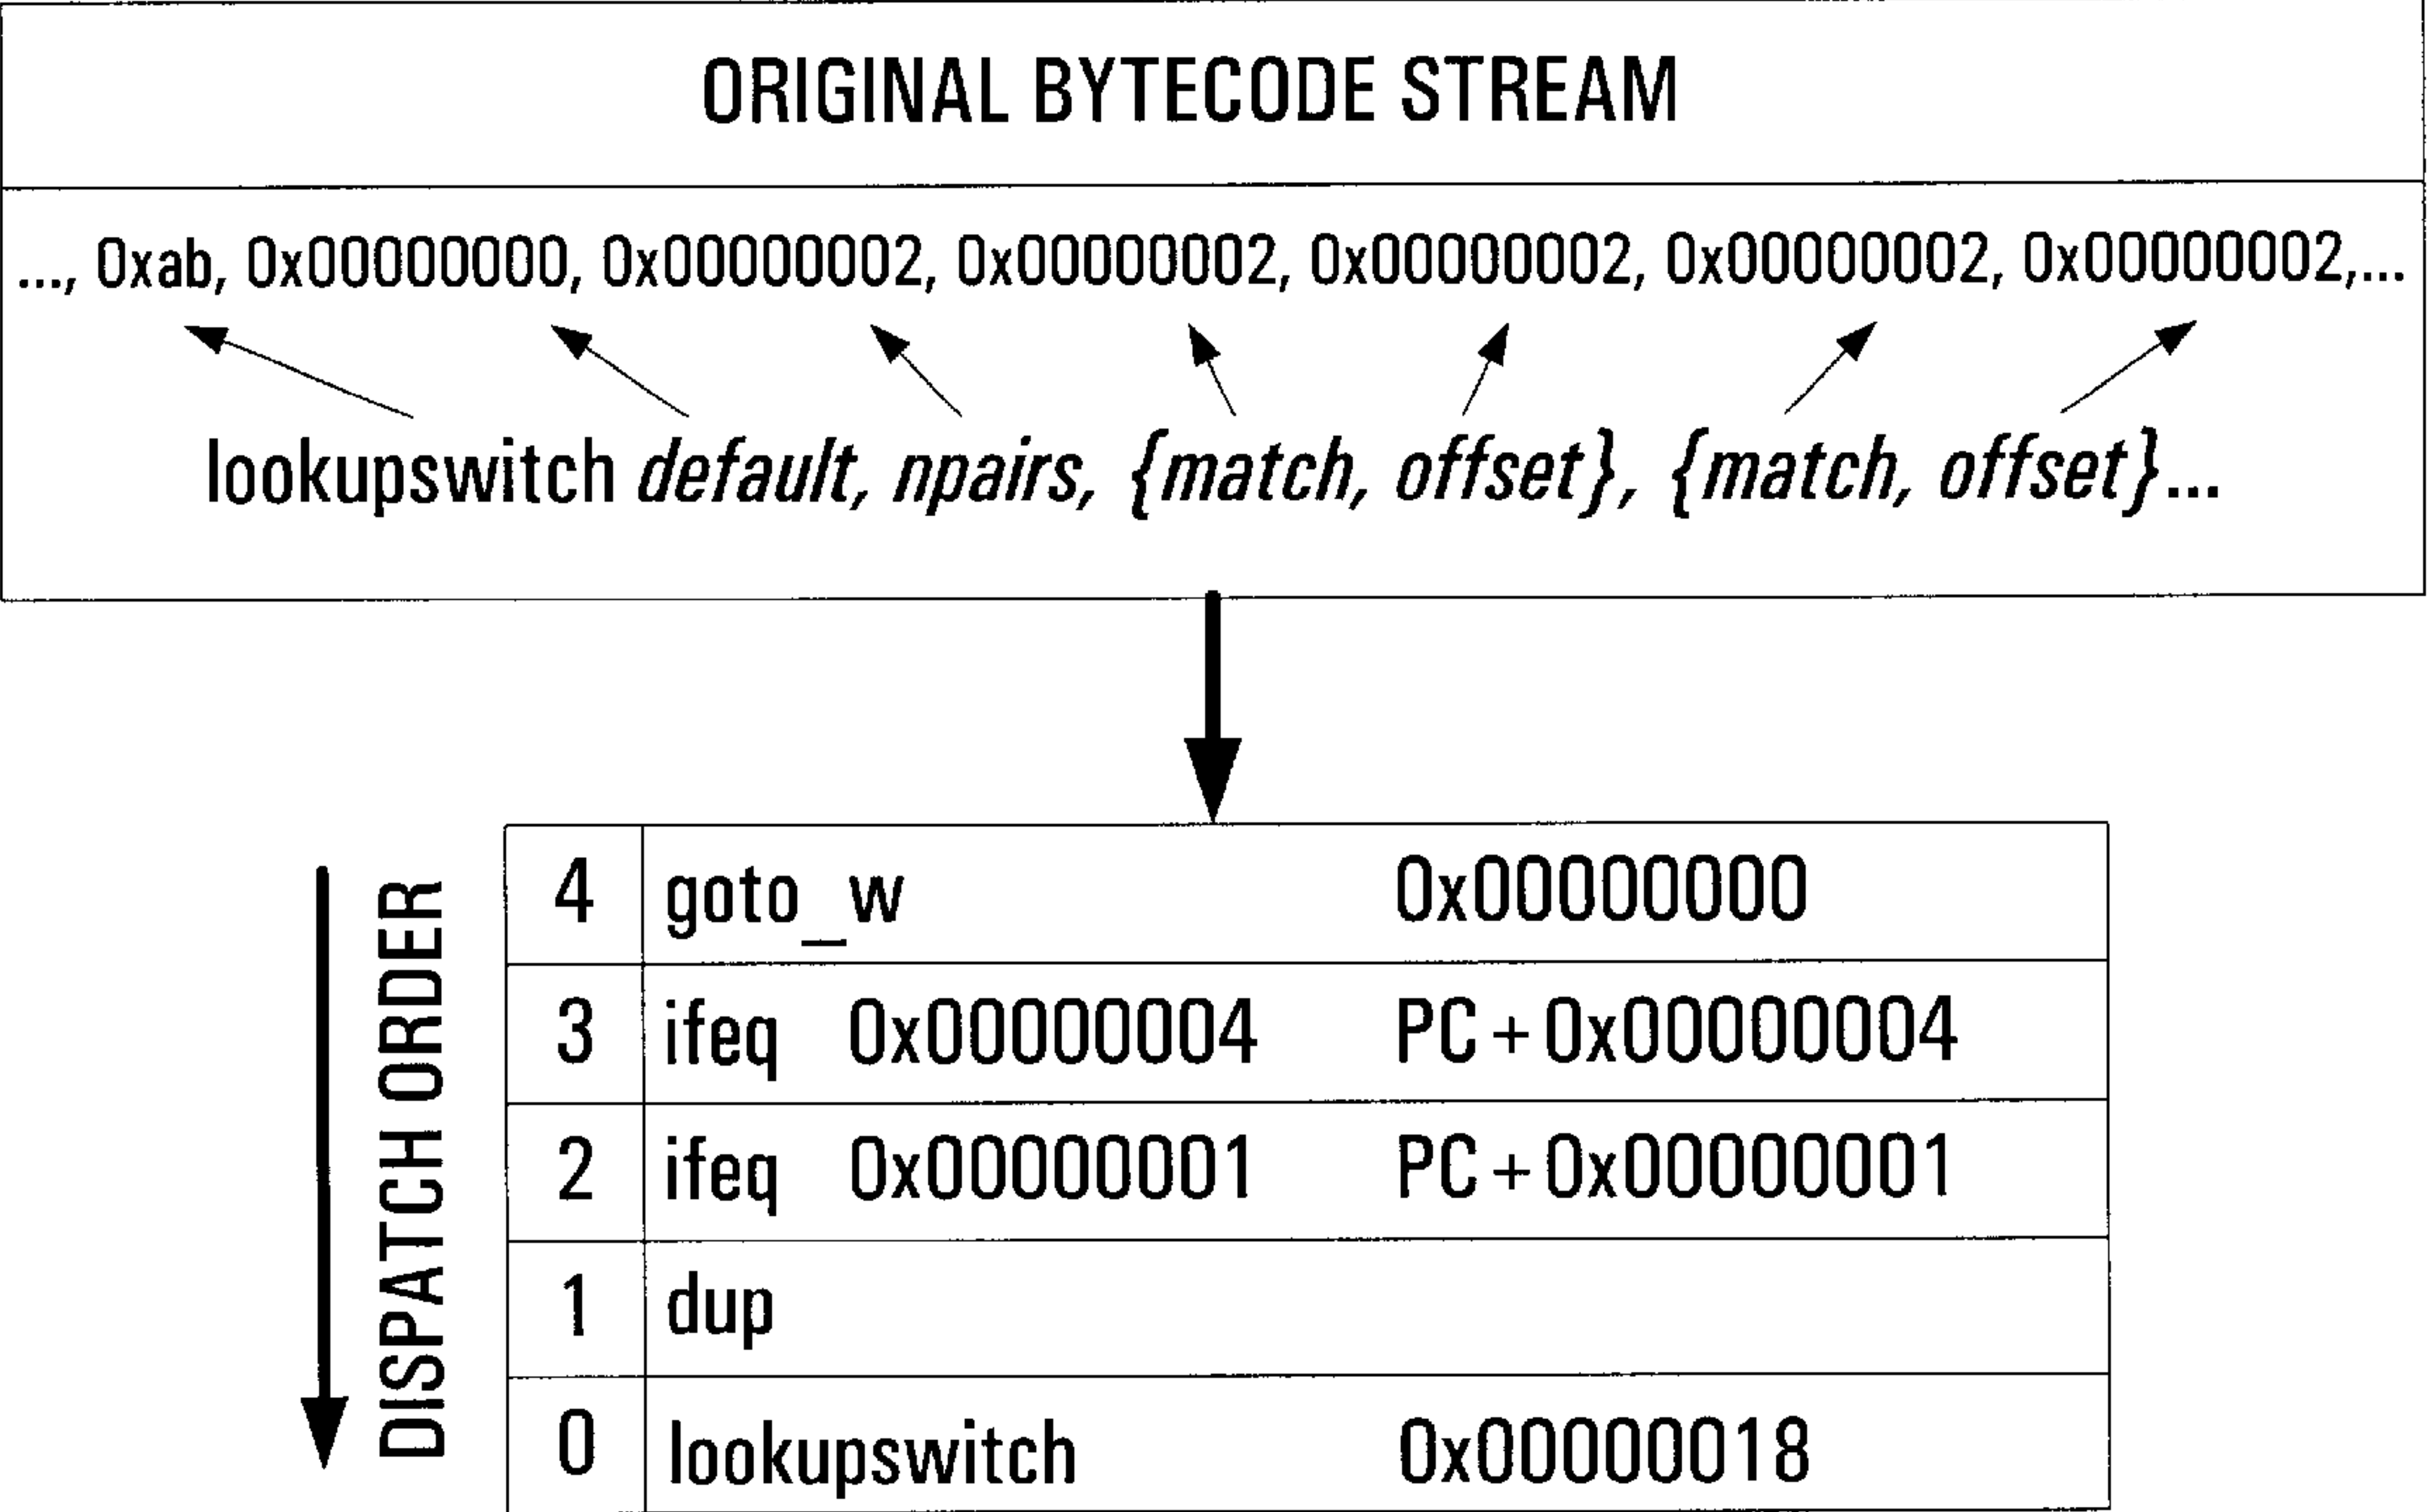 ORIGINAL BYTECODE STREAM
..., 0xab, 0x00000000, 0x00000002, 0x00000002, 0x00000002, 0x00000002, 0x00000002,...
lookupswitch default, npairs, {match, offset}, {match, offset}...
DISPATCH ORDER
4 goto_w 0x00000000
3 ifeq 0x00000004 PC+0x00000004
2 ifeq 0x00000001 PC+0x00000001
1 dup
0 lookupswitch 0x00000018